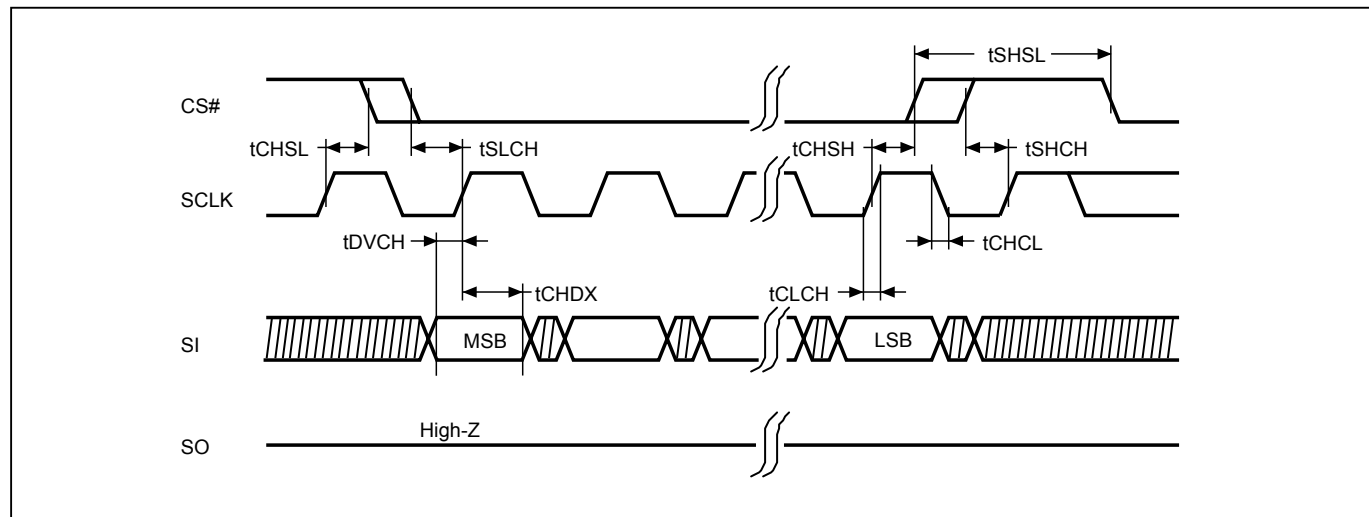 tSHSL
CS#
tCHSL
tSLCH
tCHSH
tSHCH
SCLK
tDVCH
tCHCL
tCHDX
tCLCH
SI
MSB
LSB
High-Z
SO